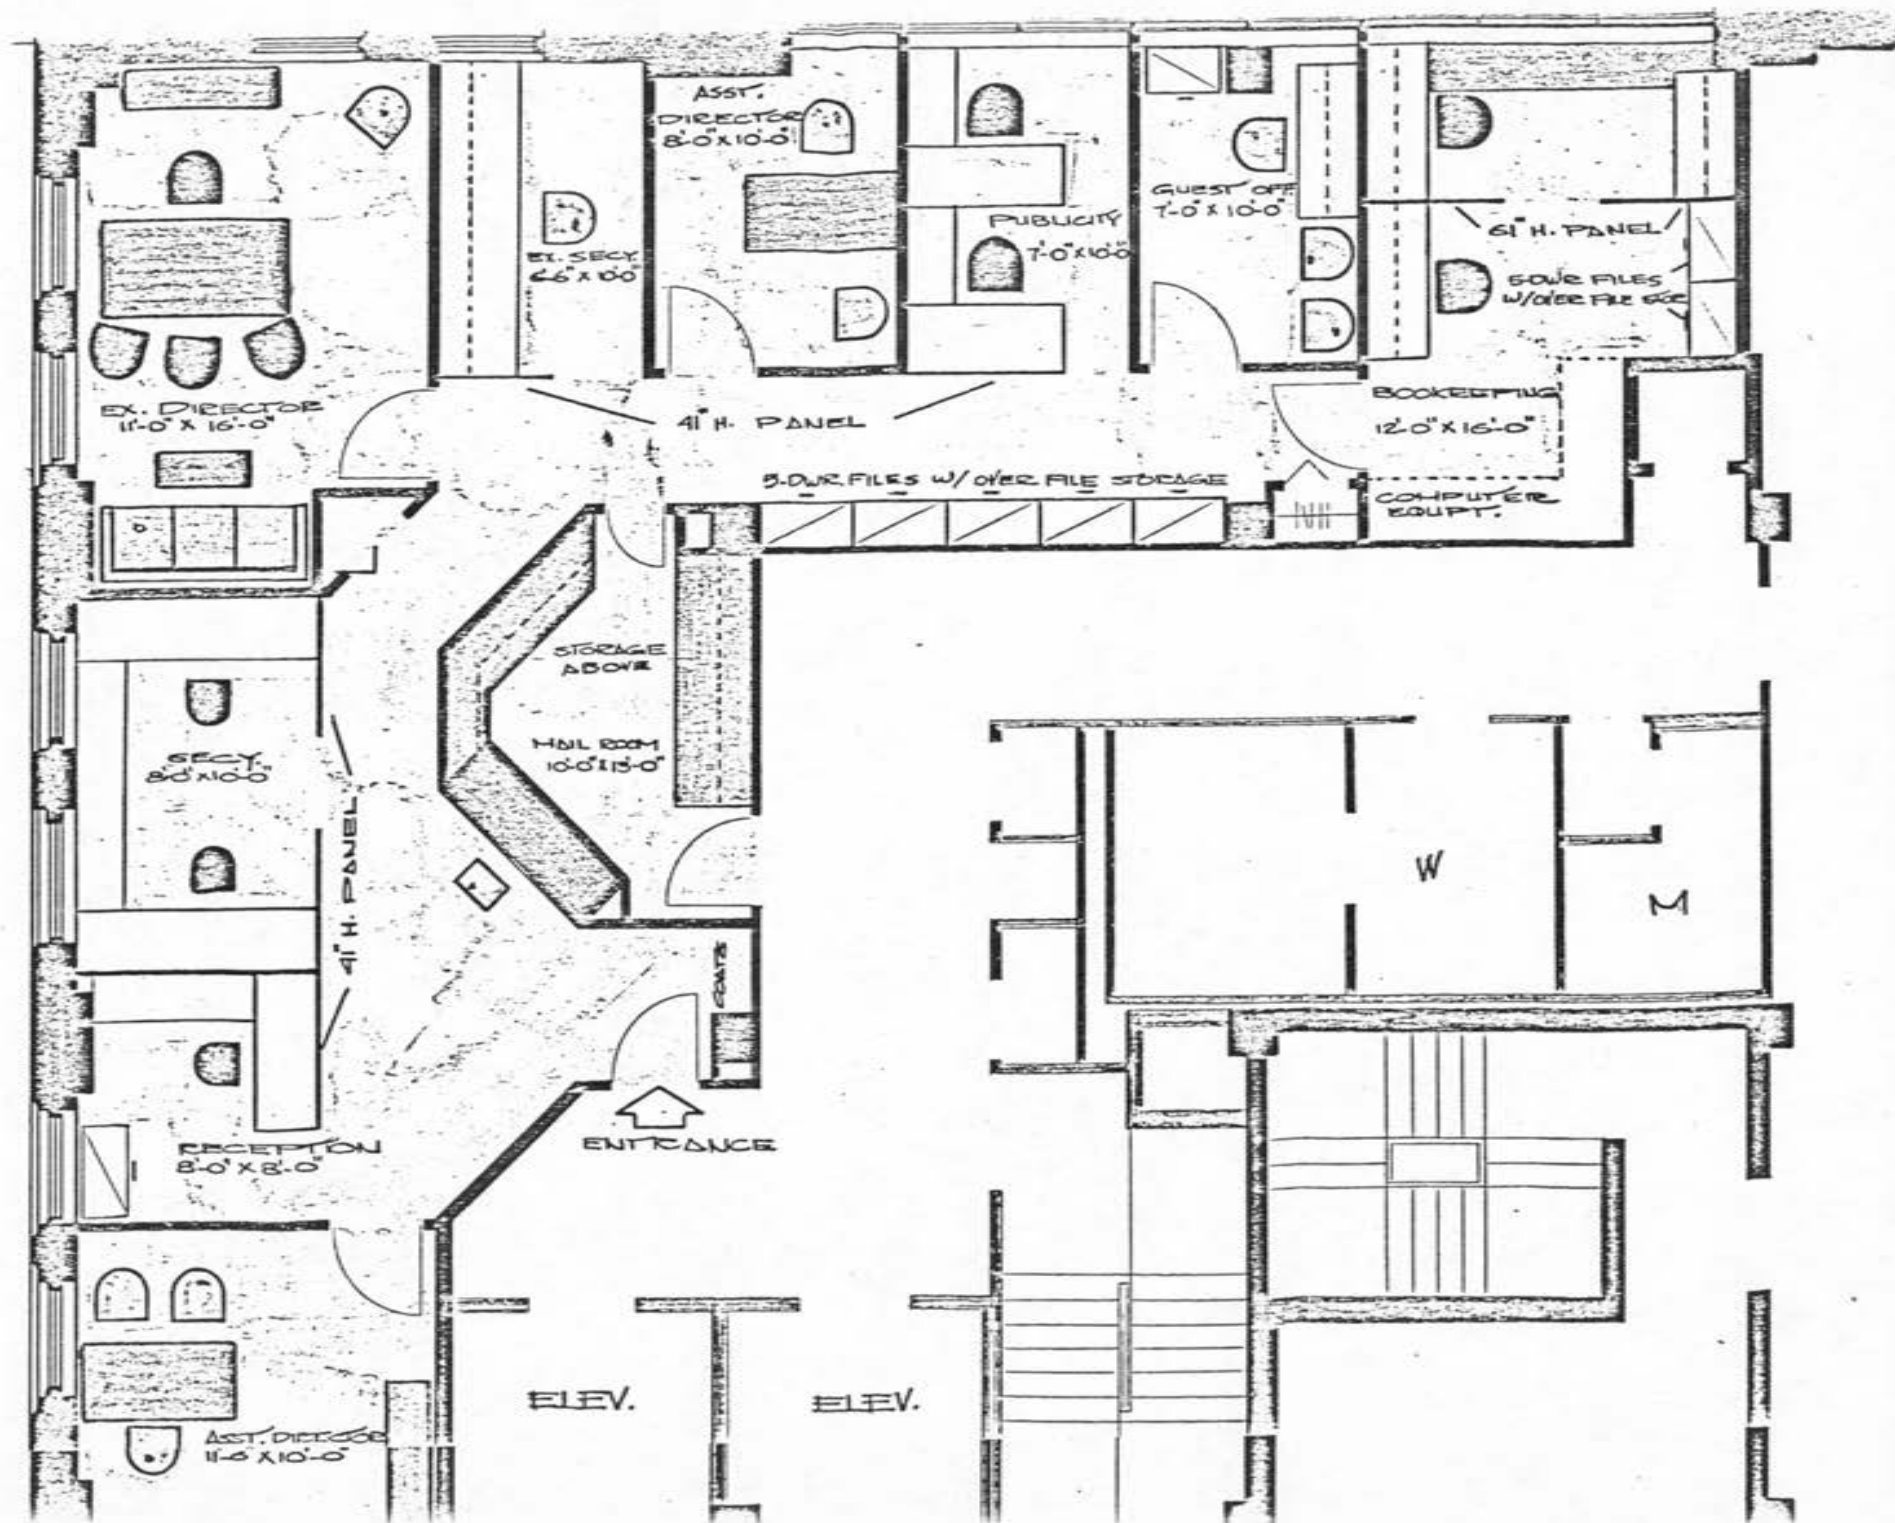 ASST.
DIRECTOR
8'-0" X 10'-0"
EX. SECY.
6'-6" X 10'-0"
PUBLICITY
7'-0" X 10'-0"
GUEST OFF.
7'-0" X 10'-0"
61" H. PANEL
5-DWR FILES
W/OVER FILE
EX. DIRECTOR
11'-0" X 16'-0"
41" H. PANEL
BOOKKEEPING
12'-0" X 16'-0"
5-DWR. FILES W/ OVER FILE STORAGE
COMPUTER
EQUPT.
STORAGE
ABOVE
MAIL ROOM
10'-0" X 15'-0"
SECY.
8'-0" X 10'-0"
41" H. PANEL
W
M
COATS
ENTRANCE
RECEPTION
8'-0" X 8'-0"
ELEV.
ELEV.
ASST. DIRECTOR
X 10'-0"